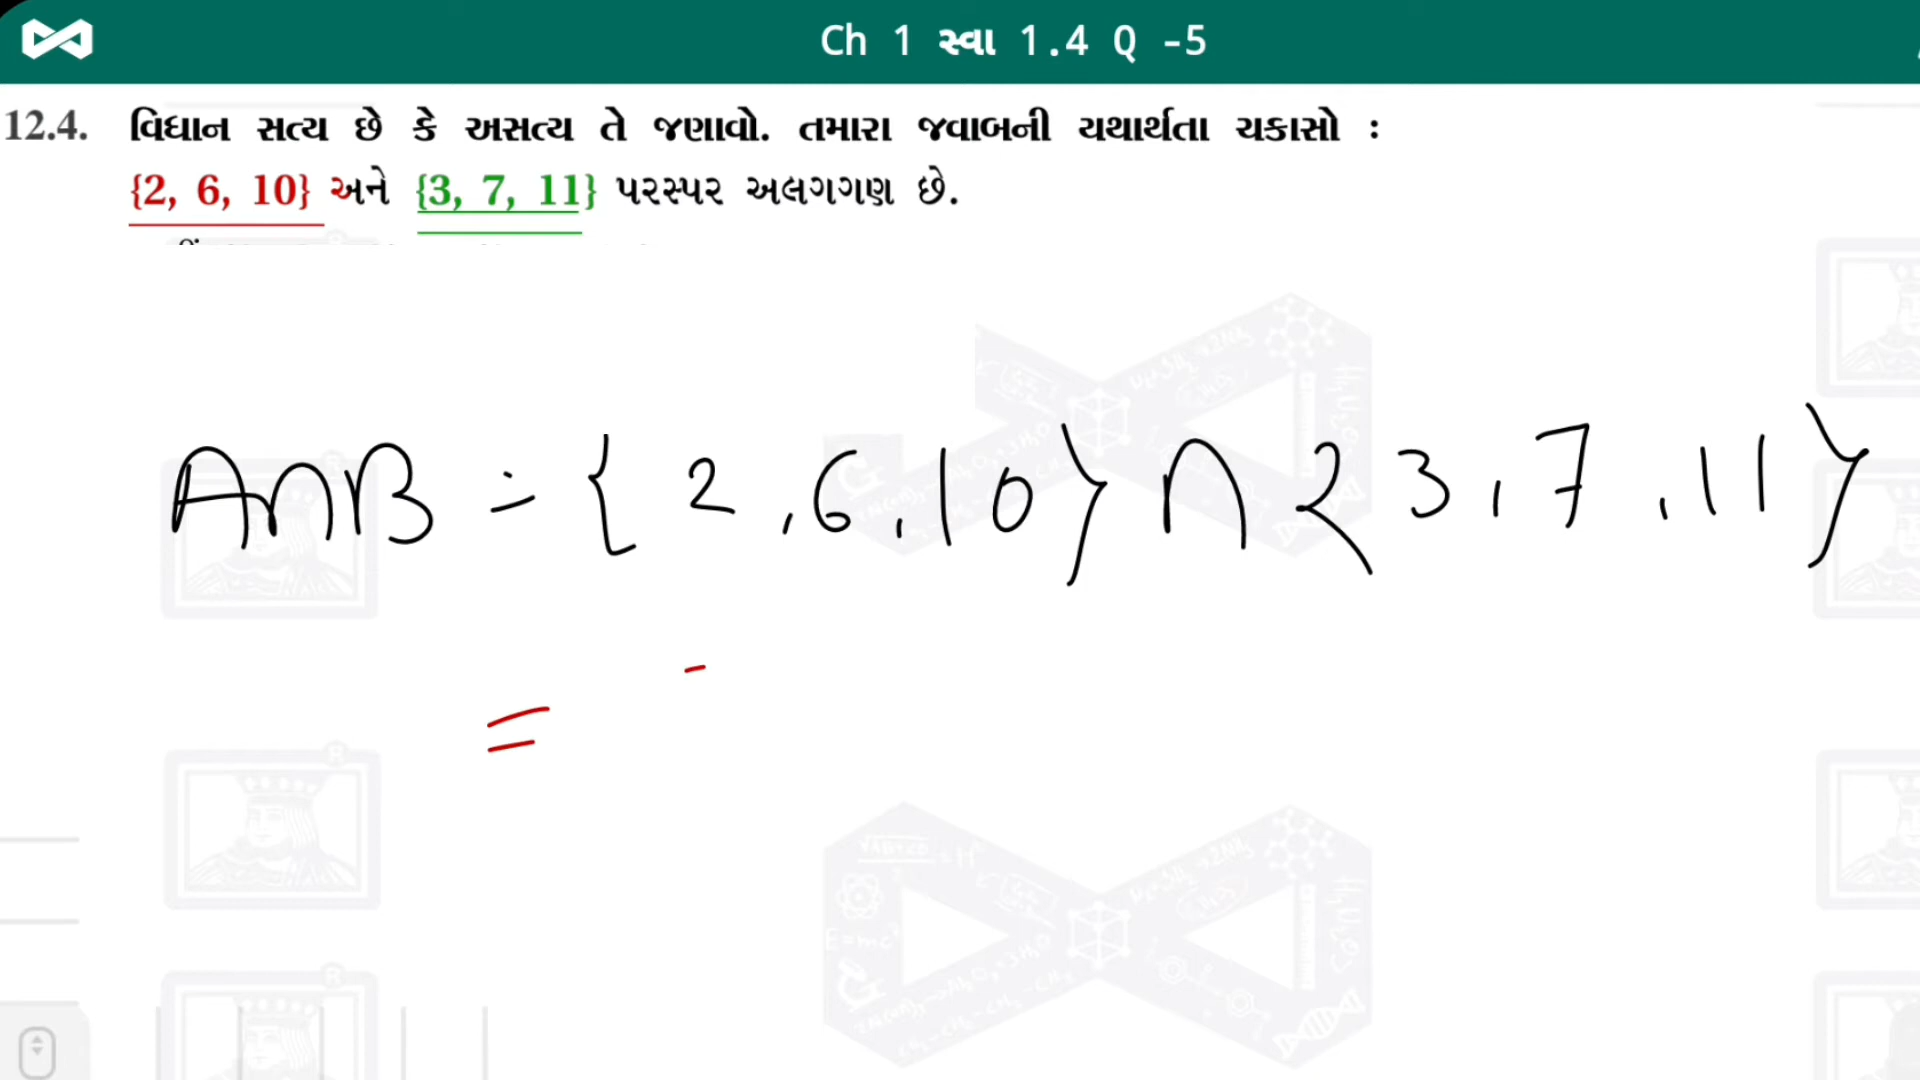 Ch 1 સ્વા 1.4 Q -5
12.4. વિધાન સત્ય છે કે અસત્ય તે જણાવો. તમારા જવાબની યથાર્થતા ચકાસો :
{2, 6, 10} અને {3, 7, 11} પરસ્પર અલગગણ છે.
A∩B = { 2 , 6 , 10 } ∩ { 3 , 7 , 11 }
=